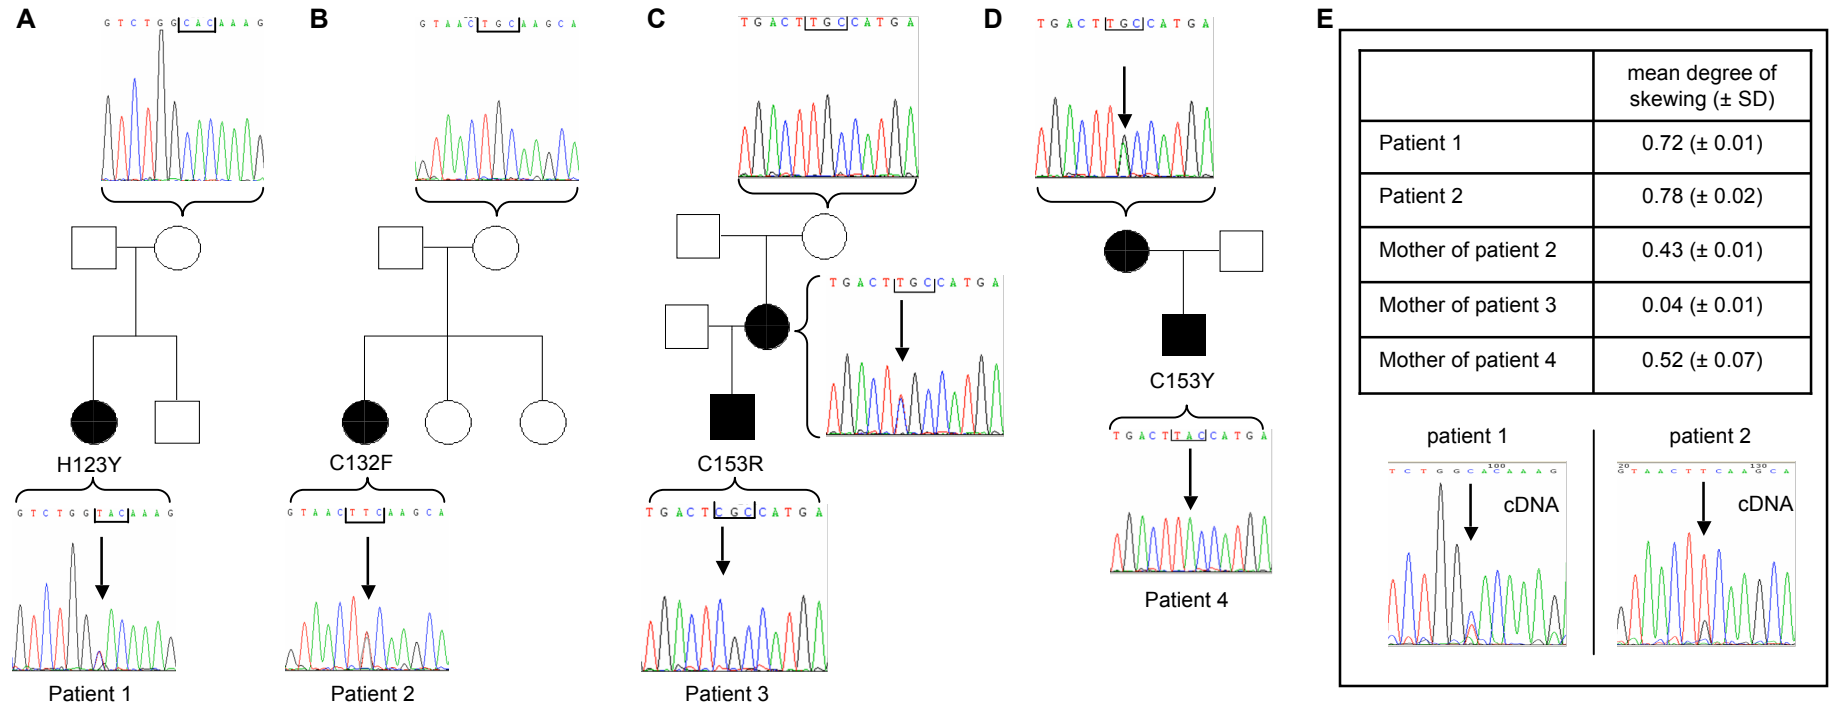 A
G T C T G G C A C A A A G
H123Y
G T C T G G T A C A A A G
Patient 1
B
G T A A C T G C A A G C A
C132F
G T A A C T T C A A G C A
Patient 2
C
T G A C T T G C C A T G A
T G A C T T G C C A T G A
C153R
T G A C T C G C C A T G A
Patient 3
D
T G A C T T G C C A T G A
C153Y
T G A C T T A C C A T G A
Patient 4
E
mean degree of
skewing (± SD)
Patient 1 0.72 (± 0.01)
Patient 2 0.78 (± 0.02)
Mother of patient 2 0.43 (± 0.01)
Mother of patient 3 0.04 (± 0.01)
Mother of patient 4 0.52 (± 0.07)
patient 1
100
T C T G G C A C A A A G
cDNA
patient 2
20 130
G T A A C T T C A A G C A
cDNA